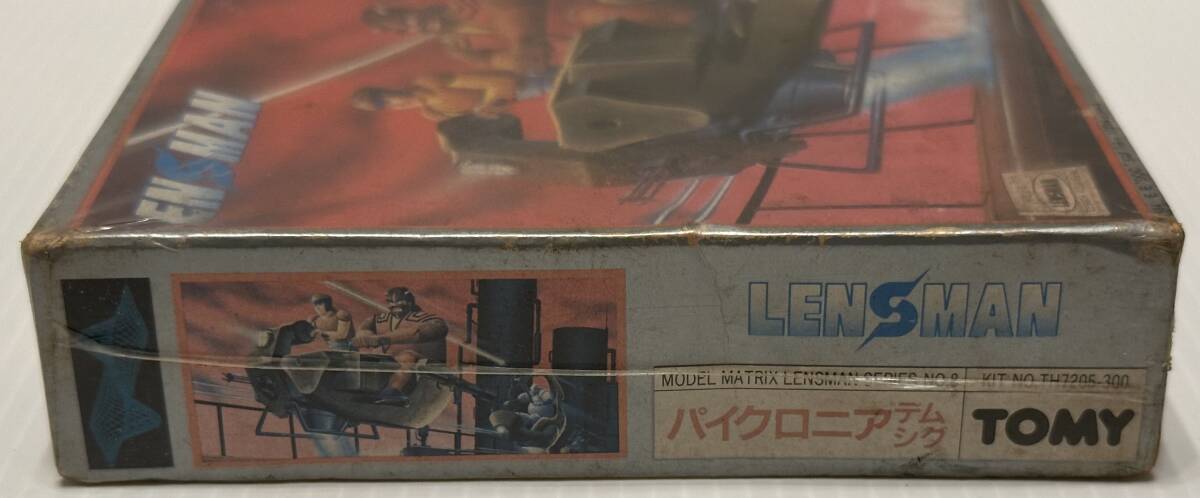 LENSMAN
LENSMAN
MODEL MATRIX LENSMAN SERIES NO.8
KIT NO.TH7205-300
パイクロニア デム
シグ
TOMY